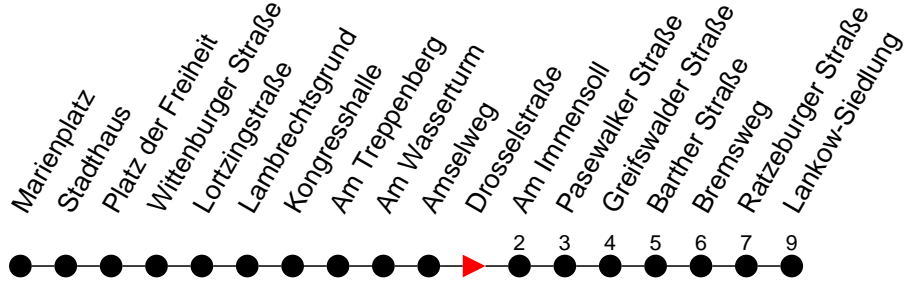 Marienplatz
Stadthaus
Platz der Freiheit
Wittenburger Straße
Lortzingstraße
Lambrechtsgrund
Kongresshalle
Am Treppenberg
Am Wasserturm
Amselweg
Drosselstraße
Am Immensoll
Pasewalker Straße
Greifswalder Straße
Barther Straße
Bremsweg
Ratzeburger Straße
Lankow-Siedlung
2 3 4 5 6 7 9